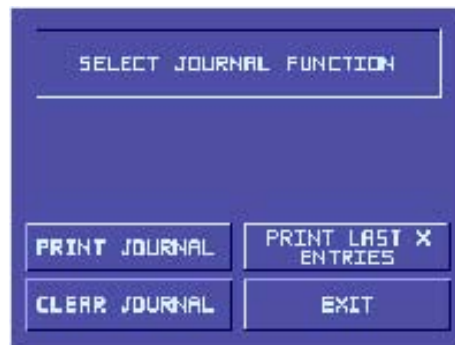 SELECT JOURNAL FUNCTION
PRINT JOURNAL
PRINT LAST X
ENTRIES
CLEAR JOURNAL
EXIT